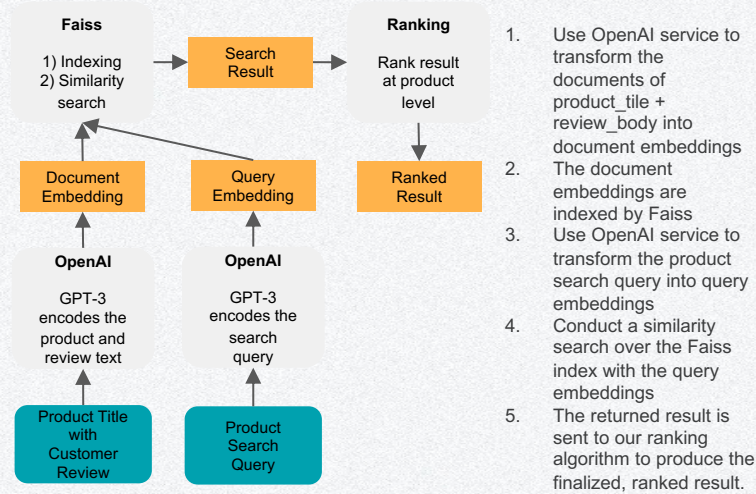 Faiss
1) Indexing
2) Similarity
search
Search
Result
Ranking
Rank result
at product
level
Document
Embedding
Query
Embedding
Ranked
Result
OpenAI
GPT-3
encodes the
product and
review text
OpenAI
GPT-3
encodes the
search
query
Product Title
with
Customer
Review
Product
Search
Query
1. Use OpenAI service to
transform the
documents of
product_tile +
review_body into
document embeddings
2. The document
embeddings are
indexed by Faiss
3. Use OpenAI service to
transform the product
search query into query
embeddings
4. Conduct a similarity
search over the Faiss
index with the query
embeddings
5. The returned result is
sent to our ranking
algorithm to produce the
finalized, ranked result.